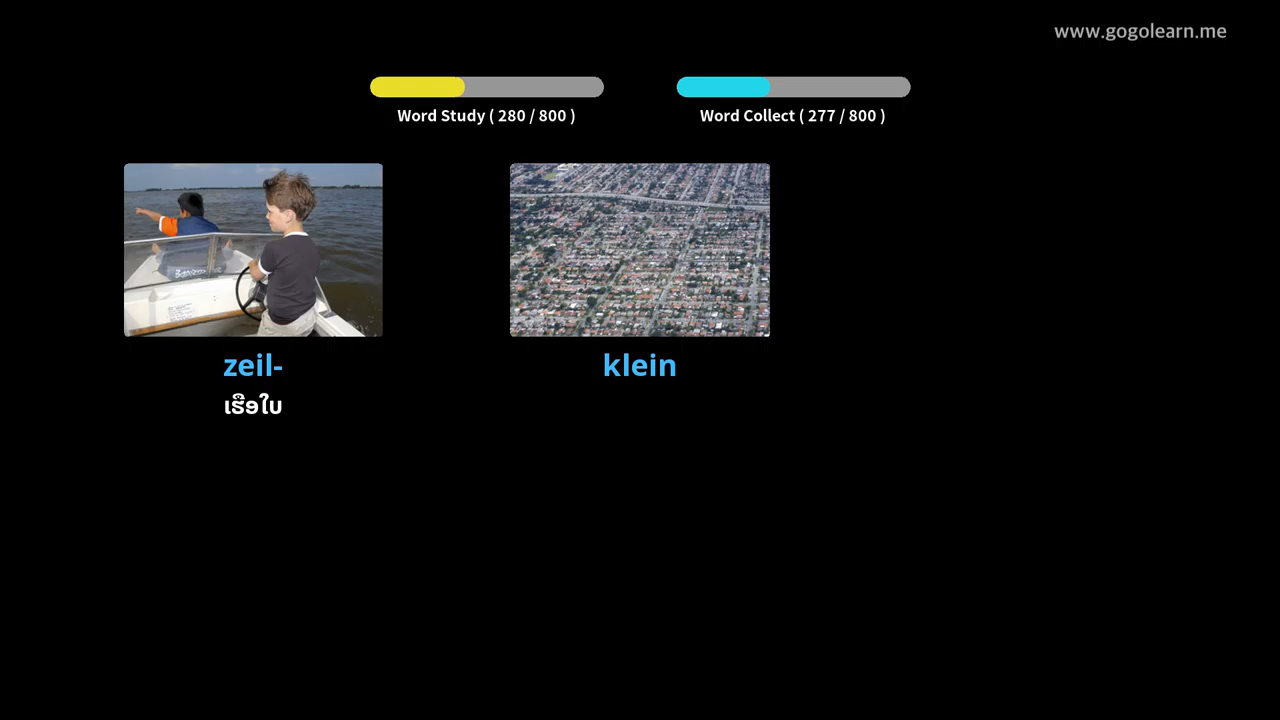 www.gogolearn.me
Word Study ( 280 / 800 )
Word Collect ( 277 / 800 )
zeil-
klein
ເຮືອໃບ